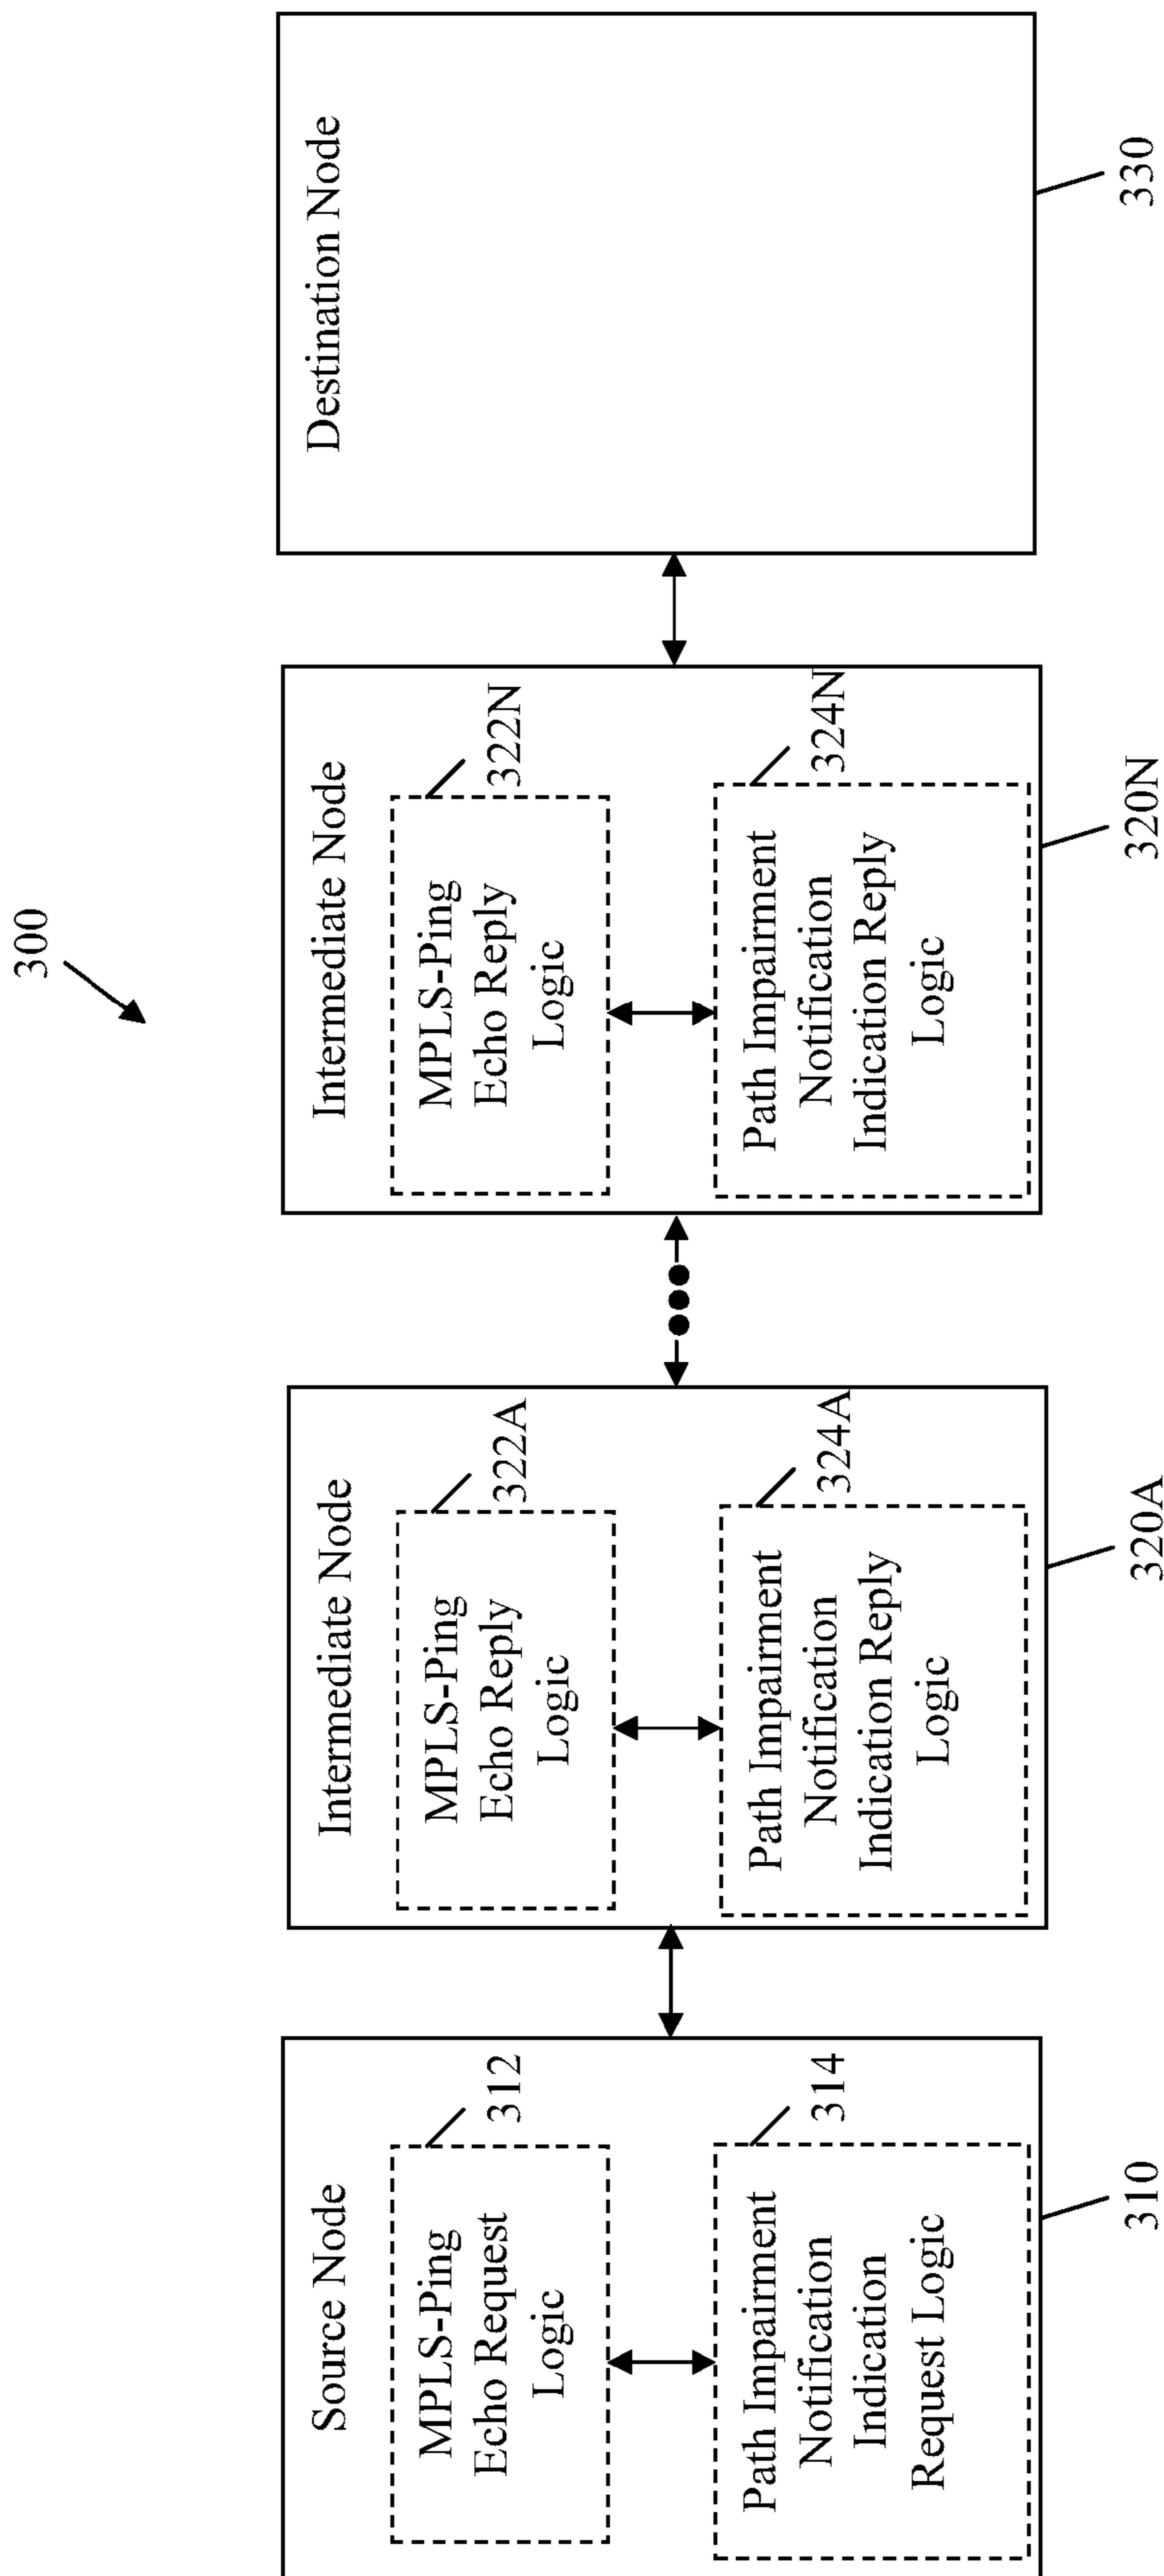 300
Source Node
MPLS-Ping
Echo Request
Logic
312
Path Impairment
Notification
Indication
Request Logic
314
310
Intermediate Node
MPLS-Ping
Echo Reply
Logic
322A
Path Impairment
Notification
Indication Reply
Logic
324A
320A
Intermediate Node
MPLS-Ping
Echo Reply
Logic
322N
Path Impairment
Notification
Indication Reply
Logic
324N
320N
Destination Node
330